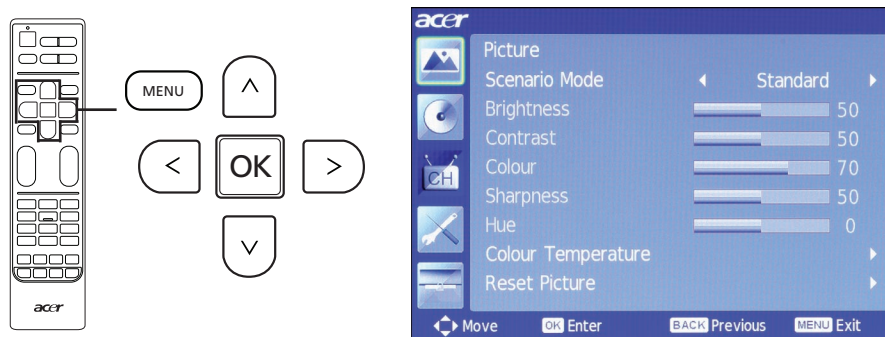 MENU
OK
acer
acer
Picture
Scenario Mode Standard
Brightness 50
Contrast 50
Colour 70
Sharpness 50
Hue 0
Colour Temperature
Reset Picture
CH
Move OK Enter BACK Previous MENU Exit